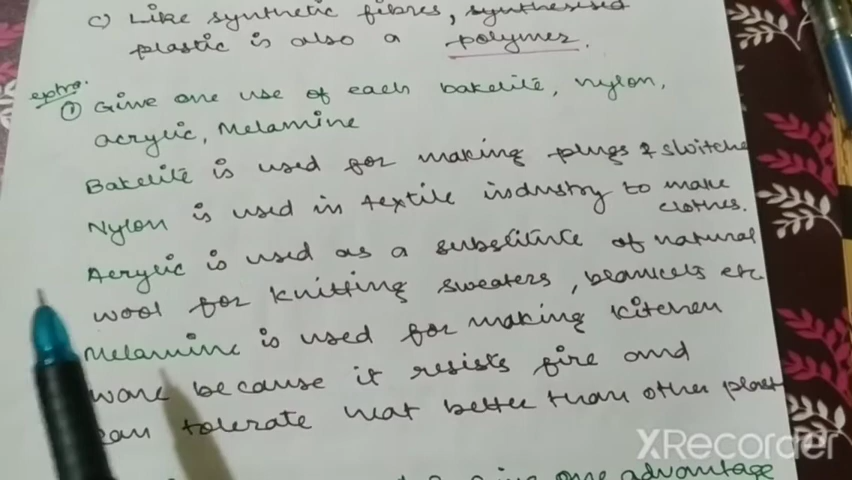 c) Like synthetic fibres, synthesised
plastic is also a polymer.
extra.
① Give one use of each bakelite, nylon,
acrylic, Melamine
Bakelite is used for making plugs & switche
Nylon is used in textile industry to make
clothes.
Acrylic is used as a substitute of natural
wool for knitting sweaters, blankets etc
Melamine is used for making kitchen
ware because it resists fire and
can tolerate heat better than other plast
give one advantage
XRecorder